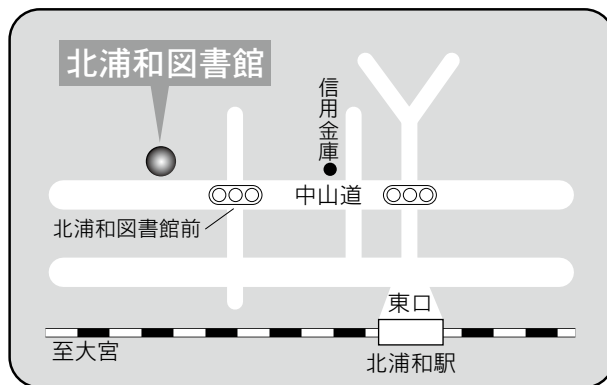 北浦和図書館
信用金庫
中山道
北浦和図書館前
東口
至大宮
北浦和駅